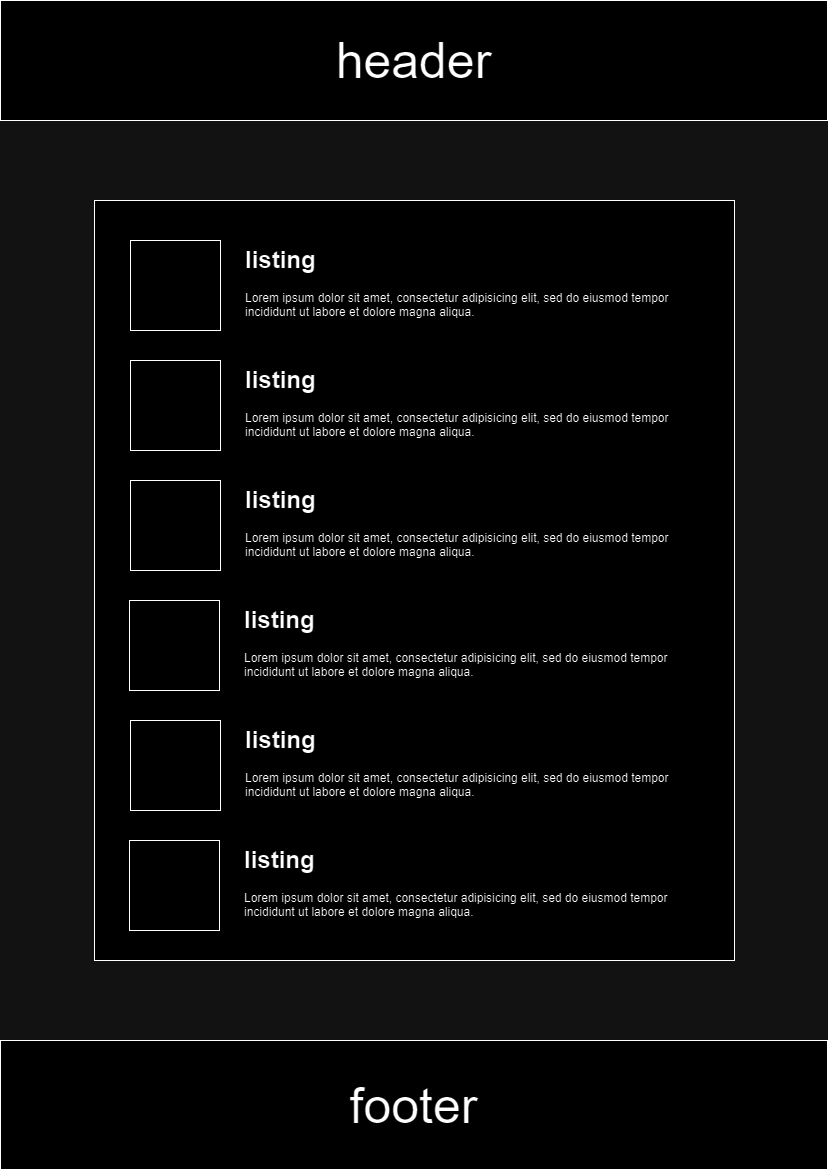 header
listing
Lorem ipsum dolor sit amet, consectetur adipisicing elit, sed do eiusmod tempor
incididunt ut labore et dolore magna aliqua.
listing
Lorem ipsum dolor sit amet, consectetur adipisicing elit, sed do eiusmod tempor
incididunt ut labore et dolore magna aliqua.
listing
Lorem ipsum dolor sit amet, consectetur adipisicing elit, sed do eiusmod tempor
incididunt ut labore et dolore magna aliqua.
listing
Lorem ipsum dolor sit amet, consectetur adipisicing elit, sed do eiusmod tempor
incididunt ut labore et dolore magna aliqua.
listing
Lorem ipsum dolor sit amet, consectetur adipisicing elit, sed do eiusmod tempor
incididunt ut labore et dolore magna aliqua.
listing
Lorem ipsum dolor sit amet, consectetur adipisicing elit, sed do eiusmod tempor
incididunt ut labore et dolore magna aliqua.
footer